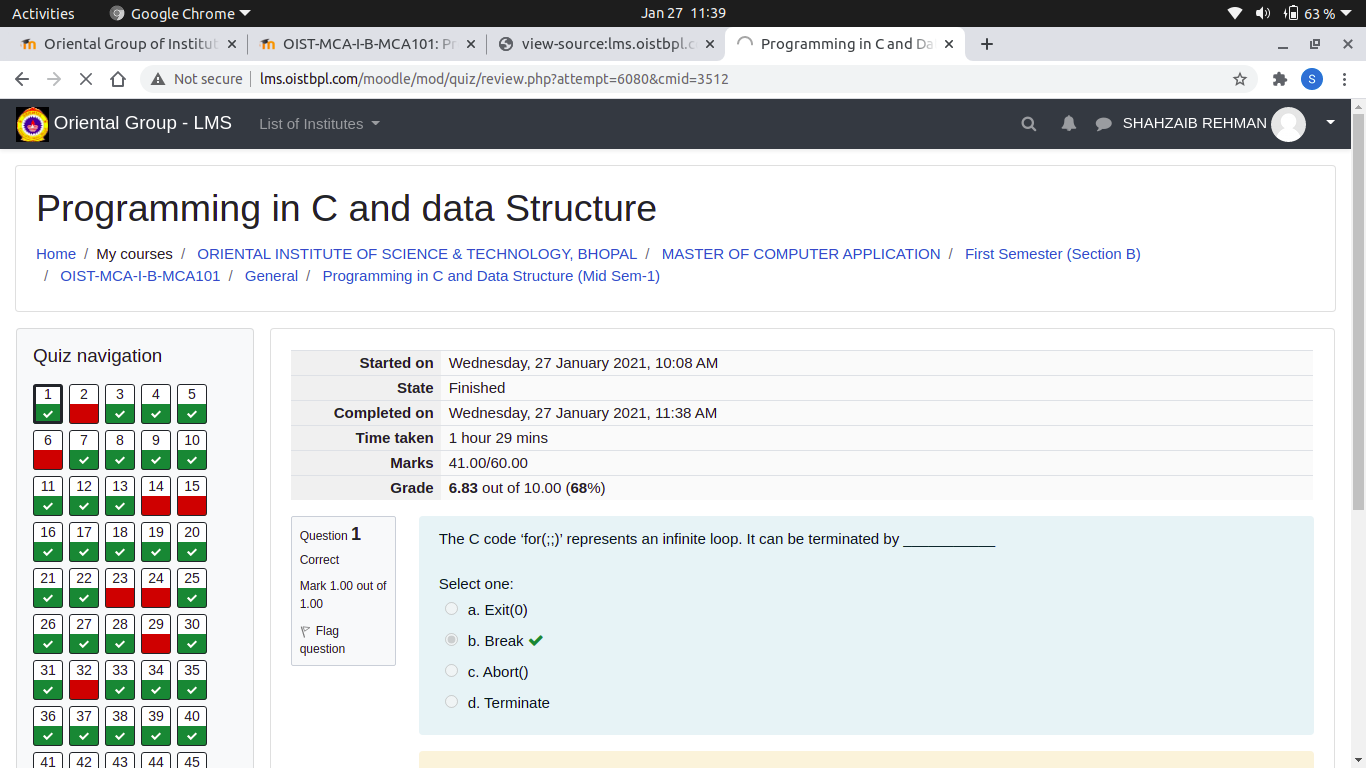 Activities Google Chrome Jan 27 11:39 63 %
Oriental Group of Institut OIST-MCA-I-B-MCA101: Pr view-source:lms.oistbpl.c Programming in C and Da
Not secure lms.oistbpl.com/moodle/mod/quiz/review.php?attempt=6080&cmid=3512 S
Oriental Group - LMS List of Institutes SHAHZAIB REHMAN
Programming in C and data Structure
Home / My courses / ORIENTAL INSTITUTE OF SCIENCE & TECHNOLOGY, BHOPAL / MASTER OF COMPUTER APPLICATION / First Semester (Section B)
/ OIST-MCA-I-B-MCA101 / General / Programming in C and Data Structure (Mid Sem-1)
Quiz navigation
1 2 3 4 5
6 7 8 9 10
11 12 13 14 15
16 17 18 19 20
21 22 23 24 25
26 27 28 29 30
31 32 33 34 35
36 37 38 39 40
41 42 43 44 45
Started on Wednesday, 27 January 2021, 10:08 AM
State Finished
Completed on Wednesday, 27 January 2021, 11:38 AM
Time taken 1 hour 29 mins
Marks 41.00/60.00
Grade 6.83 out of 10.00 (68%)
Question 1
Correct
Mark 1.00 out of
1.00
Flag
question
The C code ‘for(;;)’ represents an infinite loop. It can be terminated by ___________
Select one:
a. Exit(0)
b. Break
c. Abort()
d. Terminate